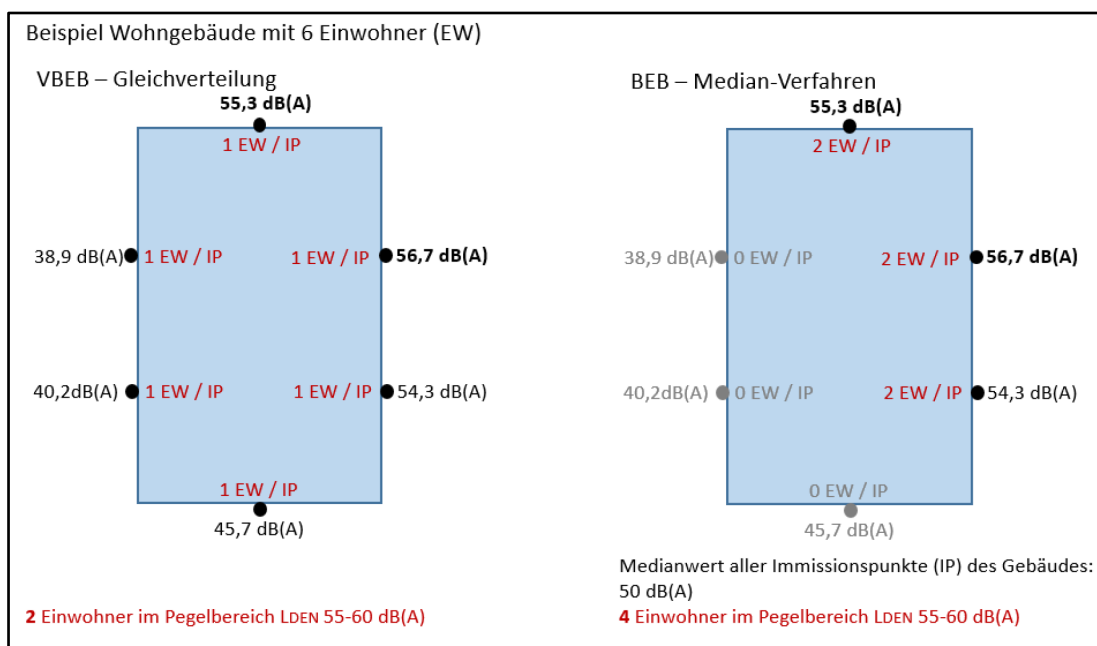 Beispiel Wohngebäude mit 6 Einwohner (EW)
VBEB – Gleichverteilung
55,3 dB(A)
1 EW / IP
38,9 dB(A)
1 EW / IP
1 EW / IP
56,7 dB(A)
40,2dB(A)
1 EW / IP
1 EW / IP
54,3 dB(A)
1 EW / IP
45,7 dB(A)
2 Einwohner im Pegelbereich LDEN 55-60 dB(A)
BEB – Median-Verfahren
55,3 dB(A)
2 EW / IP
38,9 dB(A)
0 EW / IP
2 EW / IP
56,7 dB(A)
40,2dB(A)
0 EW / IP
2 EW / IP
54,3 dB(A)
0 EW / IP
45,7 dB(A)
Medianwert aller Immissionspunkte (IP) des Gebäudes:
50 dB(A)
4 Einwohner im Pegelbereich LDEN 55-60 dB(A)